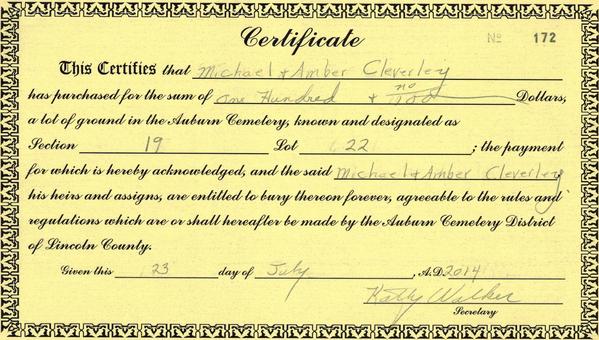 Certificate
No 172
This Certifies that Michael & Amber Cleverley
has purchased for the sum of One Hundred & no/100 Dollars,
a lot of ground in the Auburn Cemetery, known and designated as
Section 19 Lot 22 ; the payment
for which is hereby acknowledged, and the said Michael & Amber Cleverley
his heirs and assigns, are entitled to bury thereon forever, agreeable to the rules and
regulations which are or shall hereafter be made by the Auburn Cemetery District
of Lincoln County.
Given this 23 day of July , A.D. 2014
Kathy Walker
Secretary